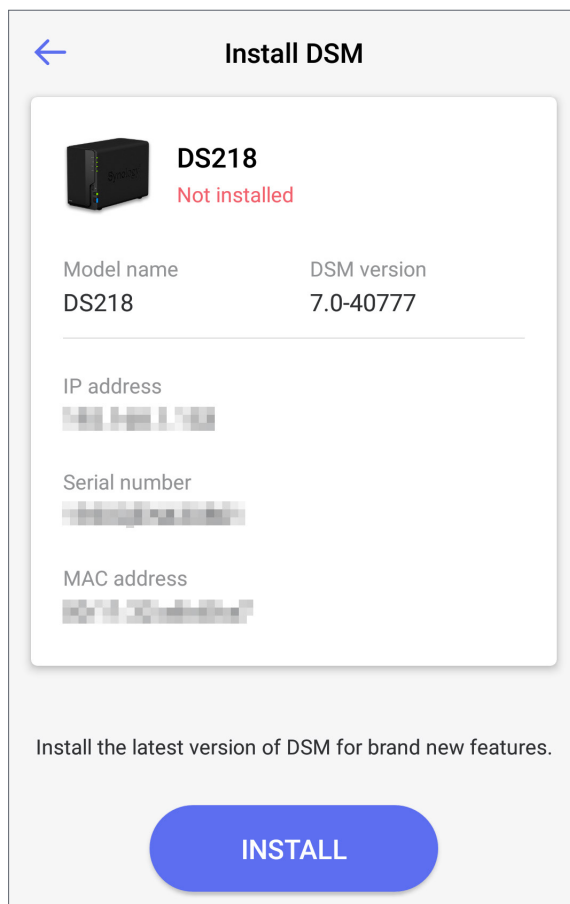 Install DSM
DS218
Not installed
Model name
DSM version
DS218
7.0-40777
IP address
Serial number
MAC address
Install the latest version of DSM for brand new features.
INSTALL